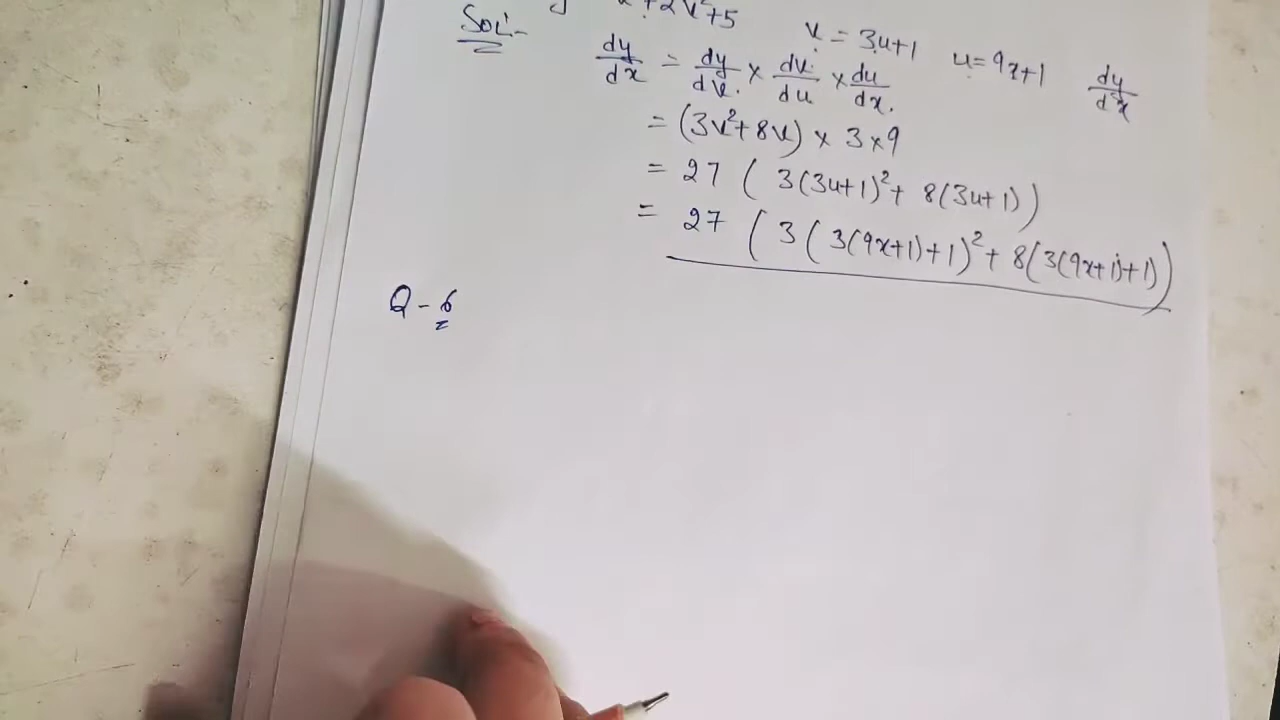 +2v²+5
Sol:- v = 3u+1 u = 9x+1 dy/dx
dy/dx = dy/dv × dv/du × du/dx
= (3v²+8v) × 3×9
= 27 ( 3(3u+1)²+ 8(3u+1) )
= 27 ( 3 ( 3(9x+1)+1)²+ 8(3(9x+1)+1) )
Q-6